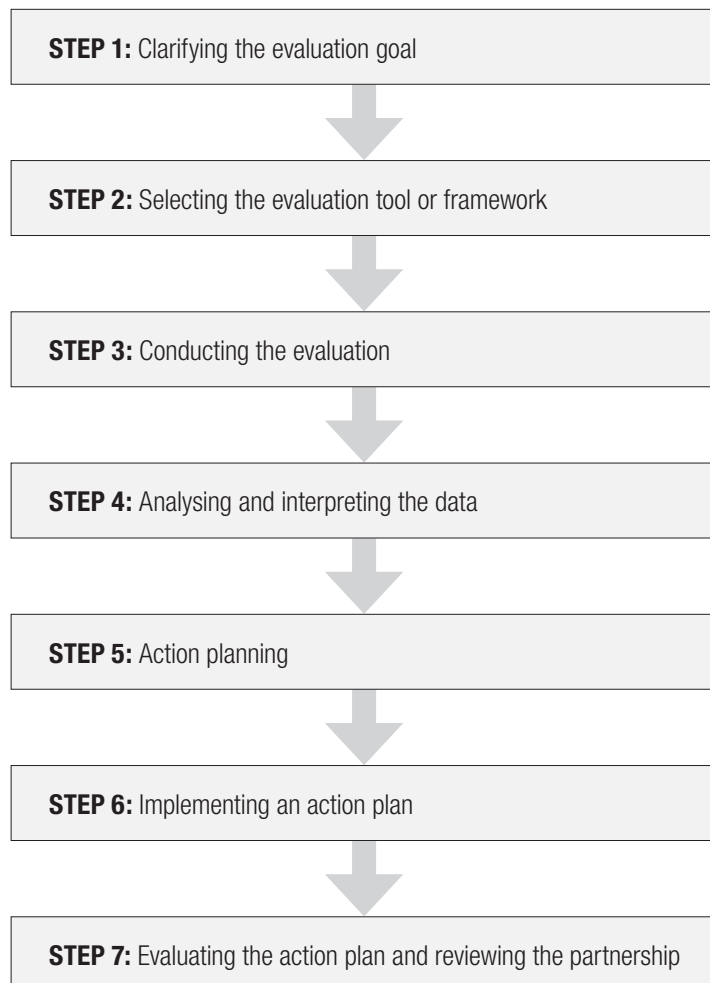 STEP 1: Clarifying the evaluation goal
STEP 2: Selecting the evaluation tool or framework
STEP 3: Conducting the evaluation
STEP 4: Analysing and interpreting the data
STEP 5: Action planning
STEP 6: Implementing an action plan
STEP 7: Evaluating the action plan and reviewing the partnership